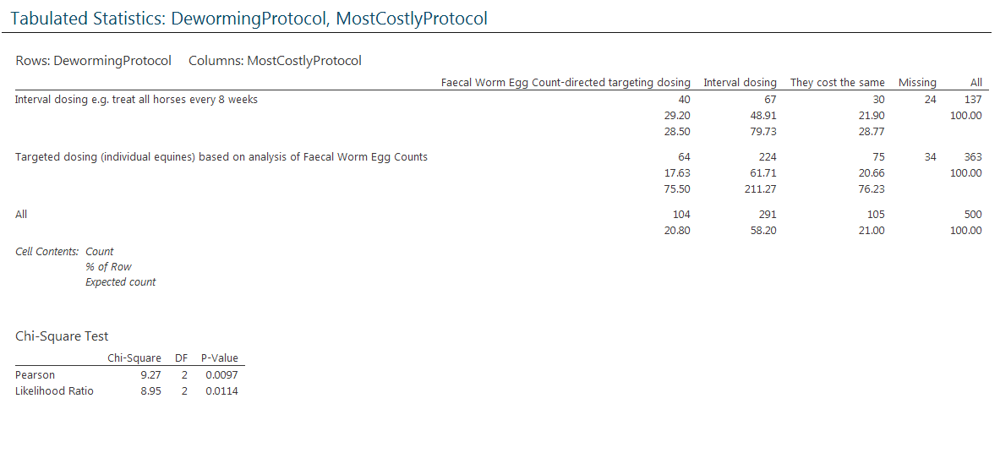 Tabulated Statistics: DewormingProtocol, MostCostlyProtocol
Rows: DewormingProtocol Columns: MostCostlyProtocol
Faecal Worm Egg Count-directed targeting dosing Interval dosing They cost the same Missing All
Interval dosing e.g. treat all horses every 8 weeks 40 67 30 24 137
29.20 48.91 21.90 100.00
28.50 79.73 28.77
Targeted dosing (individual equines) based on analysis of Faecal Worm Egg Counts 64 224 75 34 363
17.63 61.71 20.66 100.00
75.50 211.27 76.23
All 104 291 105 500
20.80 58.20 21.00 100.00
Cell Contents: Count
% of Row
Expected count
Chi-Square Test
Chi-Square DF P-Value
Pearson 9.27 2 0.0097
Likelihood Ratio 8.95 2 0.0114